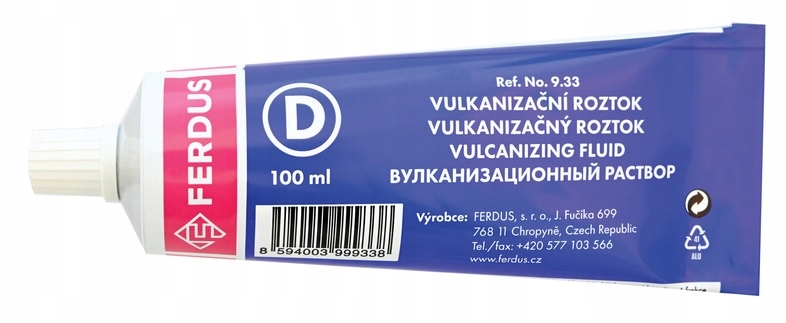 FERDUS
D
100 ml
8 594003 999338
Ref. No. 9.33
VULKANIZAČNÍ ROZTOK
VULKANIZAČNÝ ROZTOK
VULCANIZING FLUID
ВУЛКАНИЗАЦИОННЫЙ РАСТВОР
Výrobce: FERDUS, s. r. o., J. Fučíka 699
768 11 Chropyně, Czech Republic
Tel./fax: +420 577 103 566
www.ferdus.cz
41
ALU